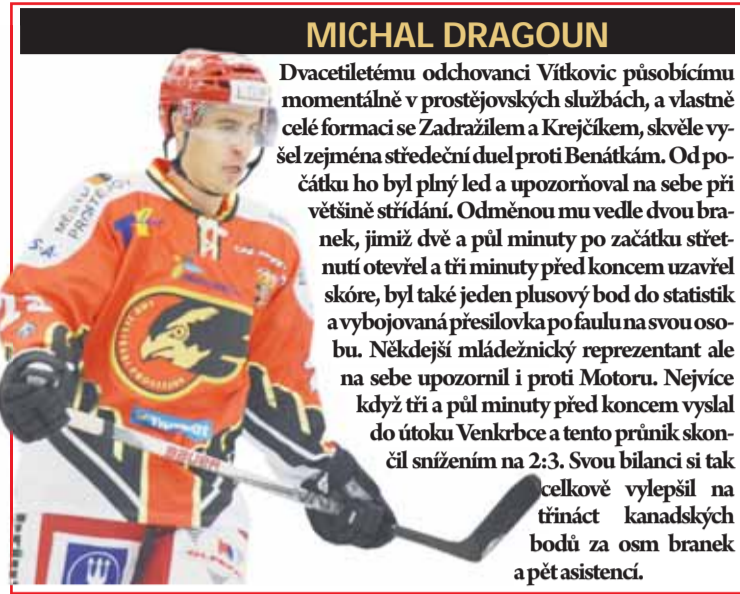 MICHAL DRAGOUN
Dvacetiletému odchovanci Vítkovic působícímu
momentálně v prostějovských službách, a vlastně
celé formaci se Zadražilem a Krejčíkem, skvěle vy-
šel zejména středeční duel proti Benátkám. Od po-
čátku ho byl plný led a upozorňoval na sebe při
většině střídání. Odměnou mu vedle dvou bra-
nek, jimiž dvě a půl minuty po začátku střet-
nutí otevřel a tři minuty před koncem uzavřel
skóre, byl také jeden plusový bod do statistik
a vybojovaná přesilovka po faulu na svou oso-
bu. Někdejší mládežnický reprezentant ale
na sebe upozornil i proti Motoru. Nejvíce
když tři a půl minuty před koncem vyslal
do útoku Venkrbce a tento průnik skon-
čil snížením na 2:3. Svou bilanci si tak
celkově vylepšil na
třináct kanadských
bodů za osm branek
a pět asistencí.
MĚSTO
PROSTĚJOV
BAUER